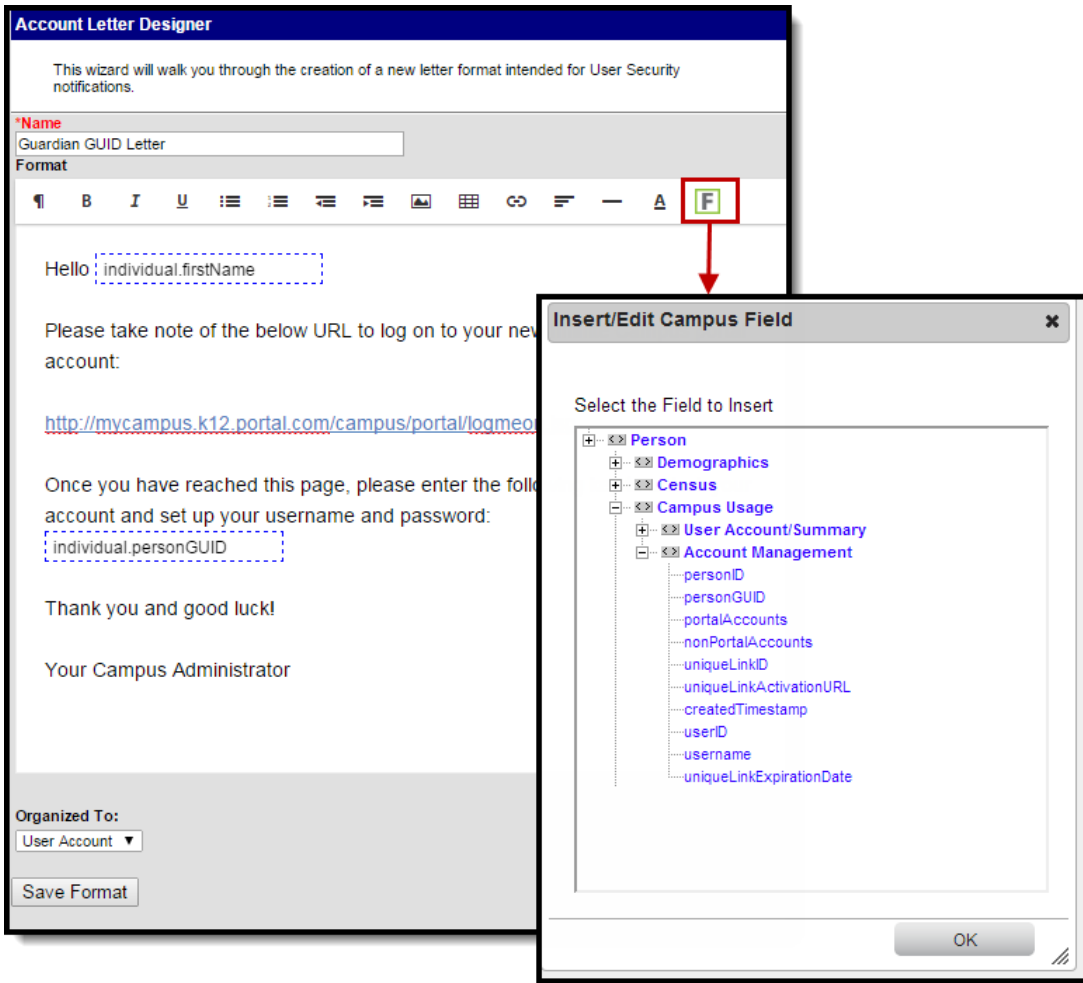 Account Letter Designer
This wizard will walk you through the creation of a new letter format intended for User Security
notifications.
*Name
Guardian GUID Letter
Format
¶ B I U A F
Hello individual.firstName
Please take note of the below URL to log on to your new
account:
http://mycampus.k12.portal.com/campus/portal/logmeo
Once you have reached this page, please enter the follo
account and set up your username and password:
individual.personGUID
Thank you and good luck!
Your Campus Administrator
Organized To:
User Account ▼
Save Format
Insert/Edit Campus Field
Select the Field to Insert
Person
Demographics
Census
Campus Usage
User Account/Summary
Account Management
personID
personGUID
portalAccounts
nonPortalAccounts
uniqueLinkID
uniqueLinkActivationURL
createdTimestamp
userID
username
uniqueLinkExpirationDate
OK